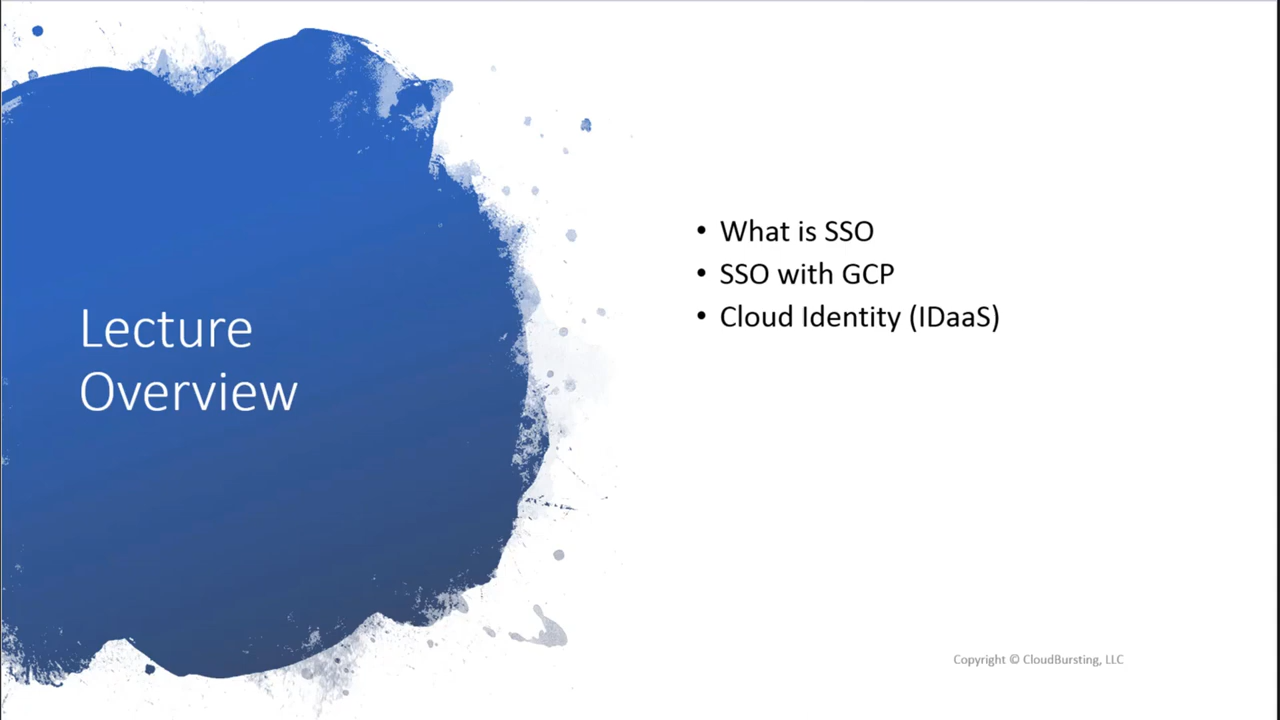 Lecture
Overview
• What is SSO
• SSO with GCP
• Cloud Identity (IDaaS)
Copyright © CloudBursting, LLC